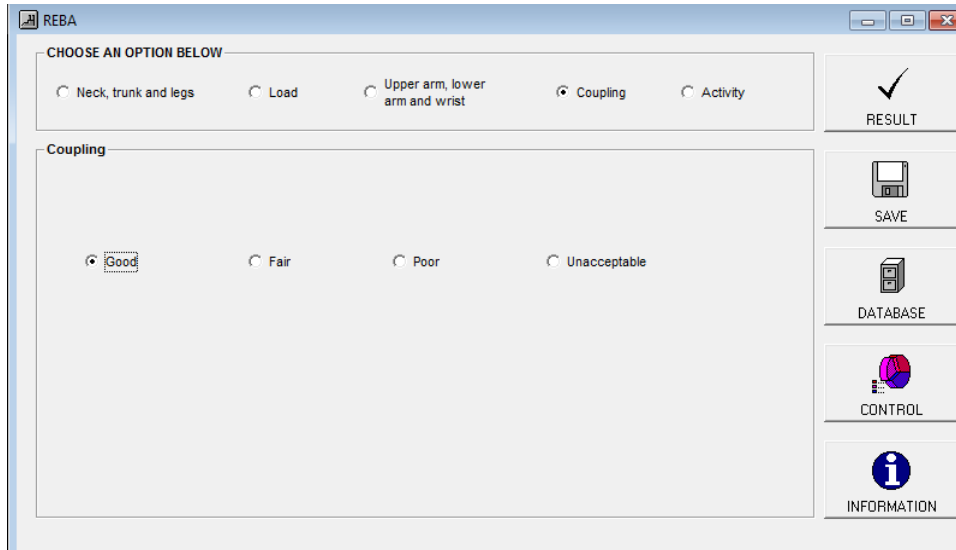 REBA
CHOOSE AN OPTION BELOW
Neck, trunk and legs
Load
Upper arm, lower
arm and wrist
Coupling
Activity
RESULT
Coupling
Good
Fair
Poor
Unacceptable
SAVE
DATABASE
CONTROL
INFORMATION